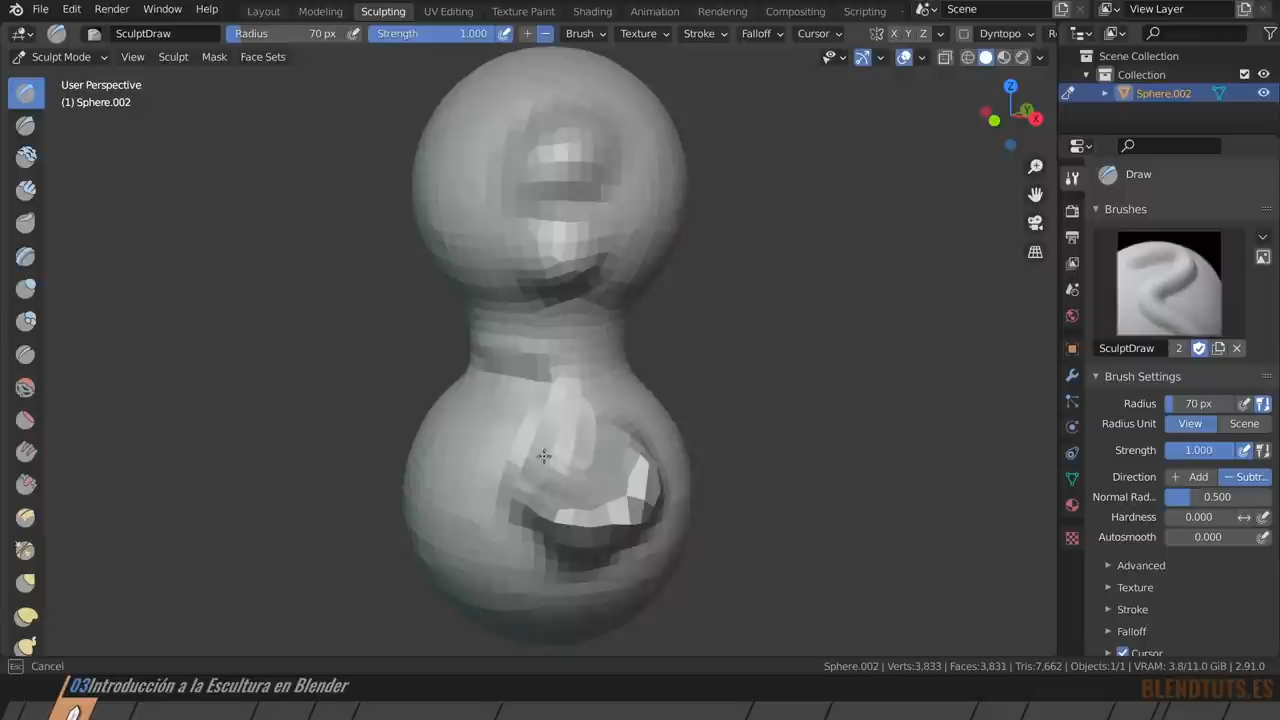 File Edit Render Window Help Layout Modeling Sculpting UV Editing Texture Paint Shading Animation Rendering Compositing Scripting Scene View Layer
SculptDraw Radius 70 px Strength 1.000 Brush Texture Stroke Falloff Cursor X Y Z Dyntopo
Sculpt Mode View Sculpt Mask Face Sets
User Perspective
(1) Sphere.002
Z
Y
X
Scene Collection
Collection
Sphere.002
Draw
Brushes
SculptDraw 2
Brush Settings
Radius 70 px
Radius Unit View Scene
Strength 1.000
Direction Add Subtr...
Normal Rad... 0.500
Hardness 0.000
Autosmooth 0.000
Advanced
Texture
Stroke
Falloff
Cursor
Esc Cancel
Sphere.002 | Verts:3,833 | Faces:3,831 | Tris:7,662 | Objects:1/1 | VRAM: 3.8/11.0 GiB | 2.91.0
03Introducción a la Escultura en Blender
BLENDTUTS.ES